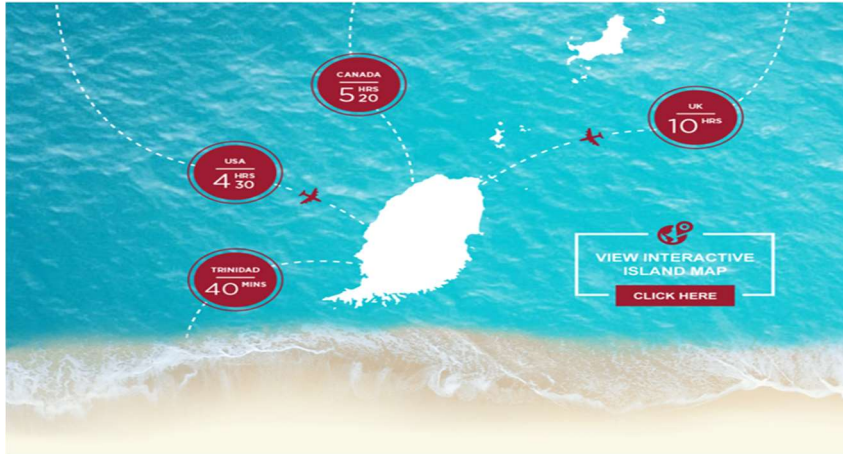 CANADA
5 HRS 20
UK
10 HRS
USA
4 HRS 30
TRINIDAD
40 MINS
VIEW INTERACTIVE
ISLAND MAP
CLICK HERE